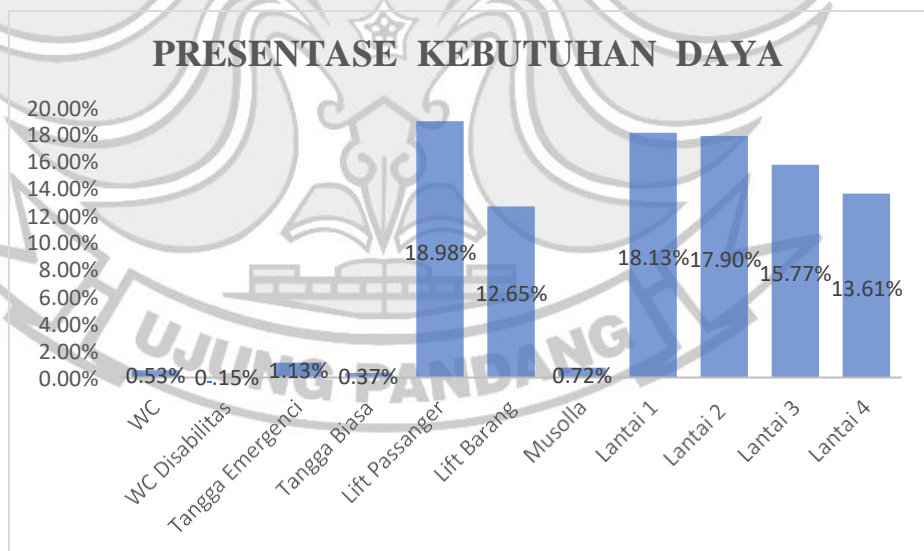 PRESENTASE KEBUTUHAN DAYA
20.00%
18.00%
16.00%
14.00%
12.00%
10.00%
8.00%
6.00%
4.00%
2.00%
0.00%
0.53%
0.15%
1.13%
0.37%
18.98%
12.65%
0.72%
18.13%
17.90%
15.77%
13.61%
WC
WC Disabilitas
Tangga Emergenci
Tangga Biasa
Lift Passanger
Lift Barang
Musolla
Lantai 1
Lantai 2
Lantai 3
Lantai 4
UJUNG PANDANG